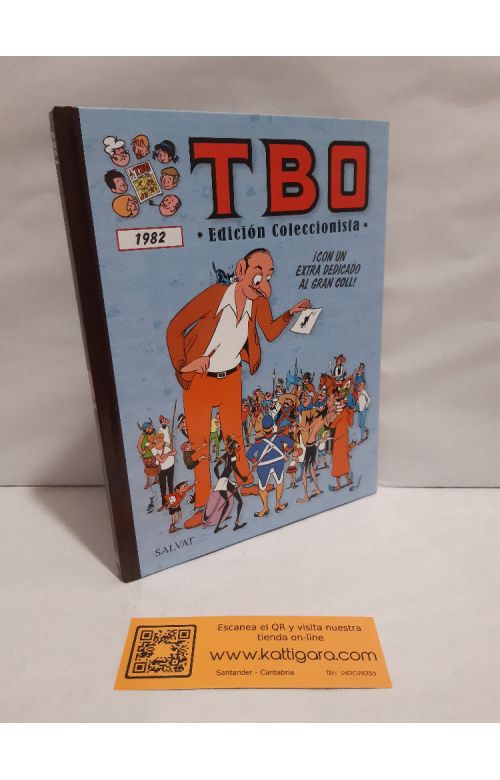 TBO
1982
* Edición Coleccionista *
¡CON UN
EXTRA DEDICADO
AL GRAN COLL!
SALVAT
Escanea el QR y visita nuestra
tienda on-line
www.kattigara.com
Santander - Cantabria